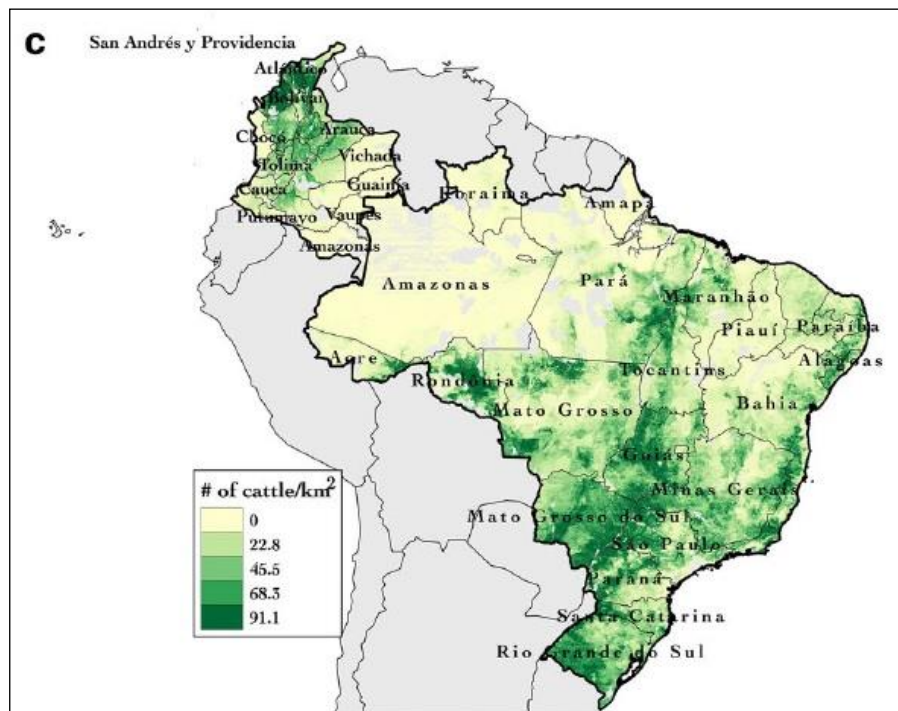 c
San Andrés y Providencia
Atlántico
Bolívar
Chocó
Arauca
Tolima
Vichada
Cauca
Guainía
Putumayo
Vaupés
Amazonas
Roraima
Amapá
Amazonas
Pará
Maranhão
Piauí
Paraíba
Acre
Rondônia
Tocantins
Alagoas
Mato Grosso
Bahia
Goías
Minas Gerais
Mato Grosso do Sul
São Paulo
Paraná
Santa Catarina
Rio Grande do Sul
# of cattle/km²
0
22.8
45.5
68.3
91.1